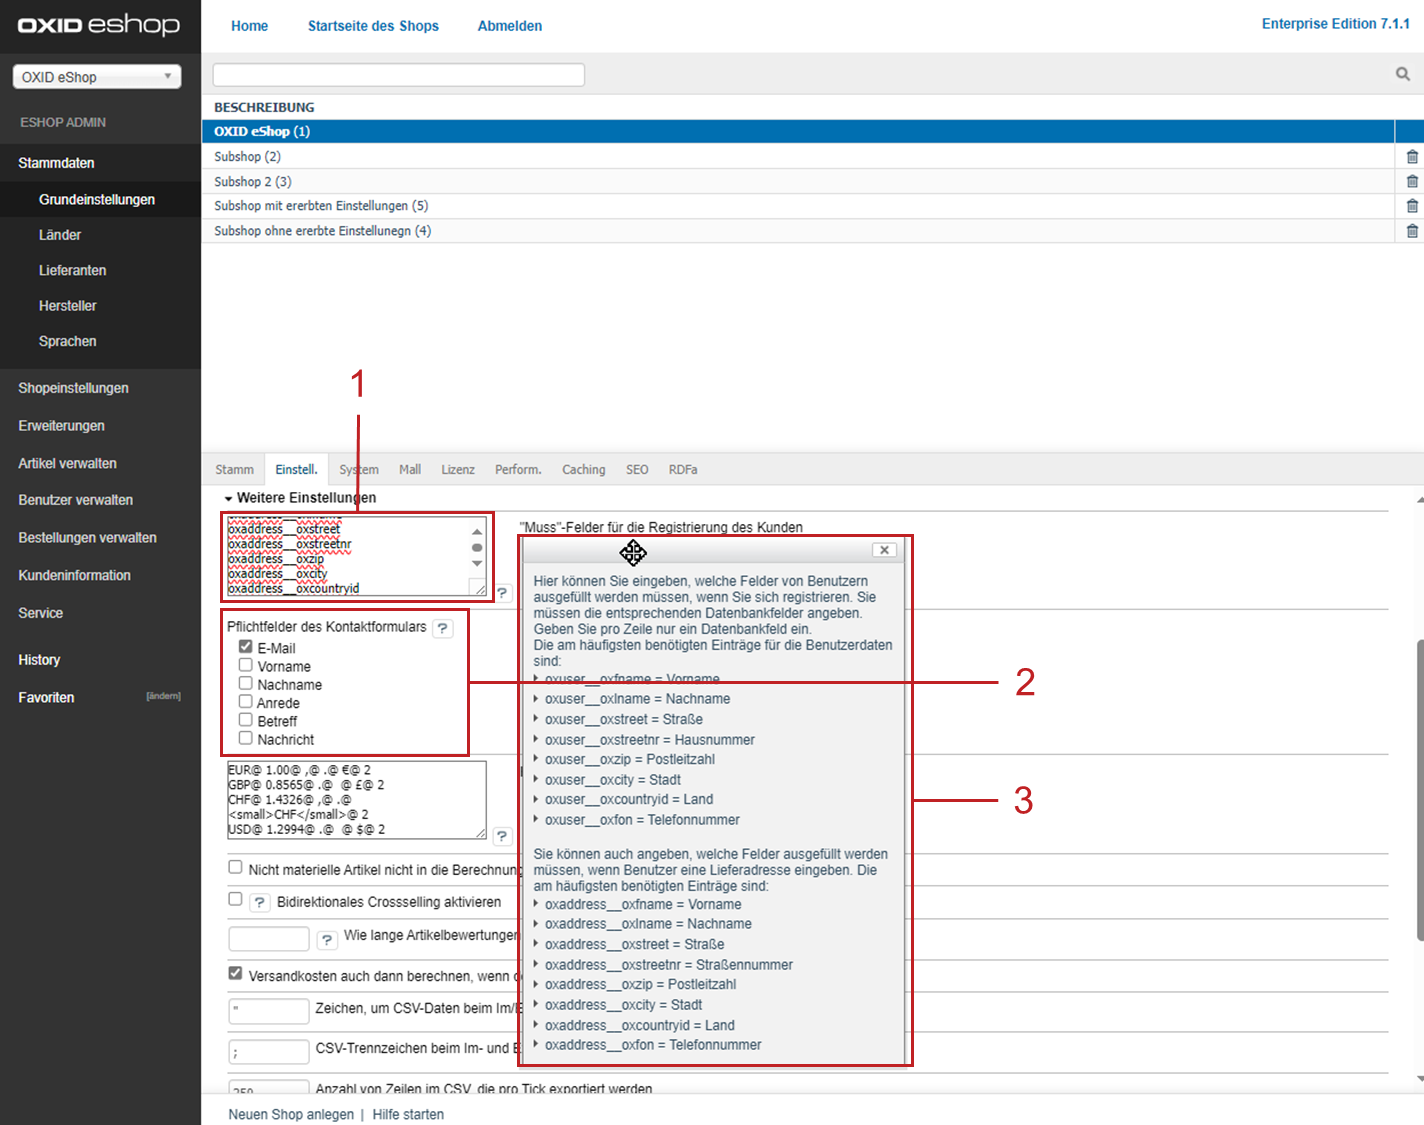 OXID eshop
Home
Startseite des Shops
Abmelden
Enterprise Edition 7.1.1
OXID eShop
ESHOP ADMIN
Stammdaten
Grundeinstellungen
Länder
Lieferanten
Hersteller
Sprachen
Shopeinstellungen
Erweiterungen
Artikel verwalten
Benutzer verwalten
Bestellungen verwalten
Kundeninformation
Service
History
Favoriten
[ändern]
BESCHREIBUNG
OXID eShop (1)
Subshop (2)
Subshop 2 (3)
Subshop mit ererbten Einstellungen (5)
Subshop ohne ererbte Einstellunegn (4)
1
Stamm
Einstell.
System
Mall
Lizenz
Perform.
Caching
SEO
RDFa
Weitere Einstellungen
oxaddress__oxstreet
oxaddress__oxstreetnr
oxaddress__oxzip
oxaddress__oxcity
oxaddress__oxcountryid
?
"Muss"-Felder für die Registrierung des Kunden
Pflichtfelder des Kontaktformulars ?
E-Mail
Vorname
Nachname
Anrede
Betreff
Nachricht
2
EUR@ 1.00@ ,@ .@ €@ 2
GBP@ 0.8565@ .@  @ £@ 2
CHF@ 1.4326@ ,@ .@
<small>CHF</small>@ 2
USD@ 1.2994@ .@  @ $@ 2
?
Nicht materielle Artikel nicht in die Berechnun
? Bidirektionales Crossselling aktivieren
? Wie lange Artikelbewertungen
Versandkosten auch dann berechnen, wenn d
" Zeichen, um CSV-Daten beim Im/E
; CSV-Trennzeichen beim Im- und E
250 Anzahl von Zeilen im CSV, die pro Tick exportiert werden
Hier können Sie eingeben, welche Felder von Benutzern
ausgefüllt werden müssen, wenn Sie sich registrieren. Sie
müssen die entsprechenden Datenbankfelder angeben.
Geben Sie pro Zeile nur ein Datenbankfeld ein.
Die am häufigsten benötigten Einträge für die Benutzerdaten
sind:
oxuser__oxfname = Vorname
oxuser__oxlname = Nachname
oxuser__oxstreet = Straße
oxuser__oxstreetnr = Hausnummer
oxuser__oxzip = Postleitzahl
oxuser__oxcity = Stadt
oxuser__oxcountryid = Land
oxuser__oxfon = Telefonnummer
Sie können auch angeben, welche Felder ausgefüllt werden
müssen, wenn Benutzer eine Lieferadresse eingeben. Die
am häufigsten benötigten Einträge sind:
oxaddress__oxfname = Vorname
oxaddress__oxlname = Nachname
oxaddress__oxstreet = Straße
oxaddress__oxstreetnr = Straßennummer
oxaddress__oxzip = Postleitzahl
oxaddress__oxcity = Stadt
oxaddress__oxcountryid = Land
oxaddress__oxfon = Telefonnummer
3
Neuen Shop anlegen | Hilfe starten